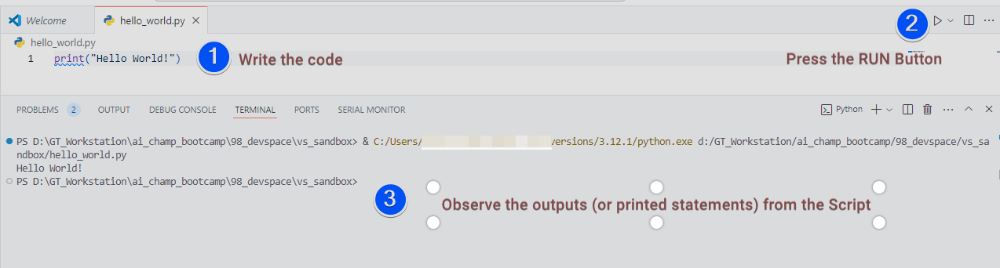 Welcome
hello_world.py
2
hello_world.py
1 print("Hello World!")
1 Write the code
Press the RUN Button
PROBLEMS 2 OUTPUT DEBUG CONSOLE TERMINAL PORTS SERIAL MONITOR
Python
PS D:\GT_Workstation\ai_champ_bootcamp\98_devspace\vs_sandbox> & C:/Users/ versions/3.12.1/python.exe d:/GT_Workstation/ai_champ_bootcamp/98_devspace/vs_sa
ndbox/hello_world.py
Hello World!
PS D:\GT_Workstation\ai_champ_bootcamp\98_devspace\vs_sandbox>
3 Observe the outputs (or printed statements) from the Script